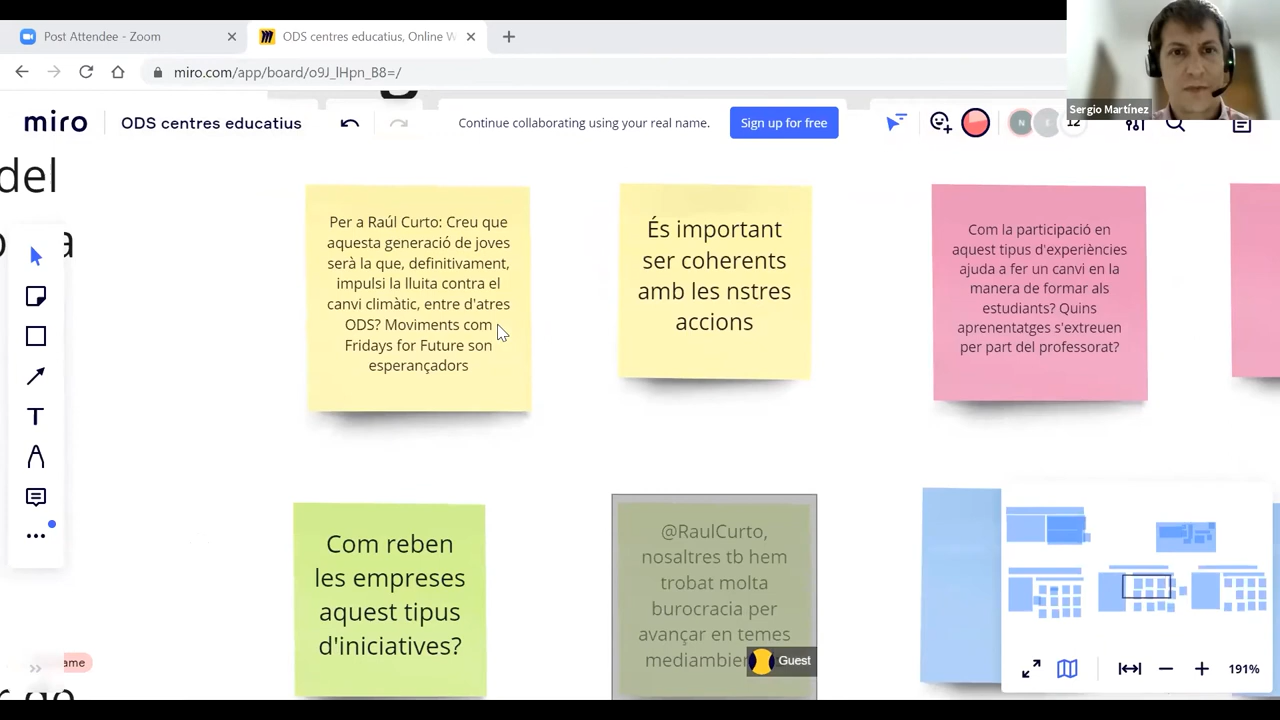 Post Attendee - Zoom
ODS centres educatius, Online W
miro.com/app/board/o9J_lHpn_B8=/
Sergio Martínez
miro
ODS centres educatius
Continue collaborating using your real name.
Sign up for free
N
12
del
a
Per a Raúl Curto: Creu que
aquesta generació de joves
serà la que, definitivament,
impulsi la lluita contra el
canvi climàtic, entre d'atres
ODS? Moviments com
Fridays for Future son
esperançadors
És important
ser coherents
amb les nstres
accions
Com la participació en
aquest tipus d'experiències
ajuda a fer un canvi en la
manera de formar als
estudiants? Quins
aprenentatges s'extreuen
per part del professorat?
Com reben
les empreses
aquest tipus
d'iniciatives?
@RaulCurto,
nosaltres tb hem
trobat molta
burocracia per
avançar en temes
mediambien
Guest
ame
191%